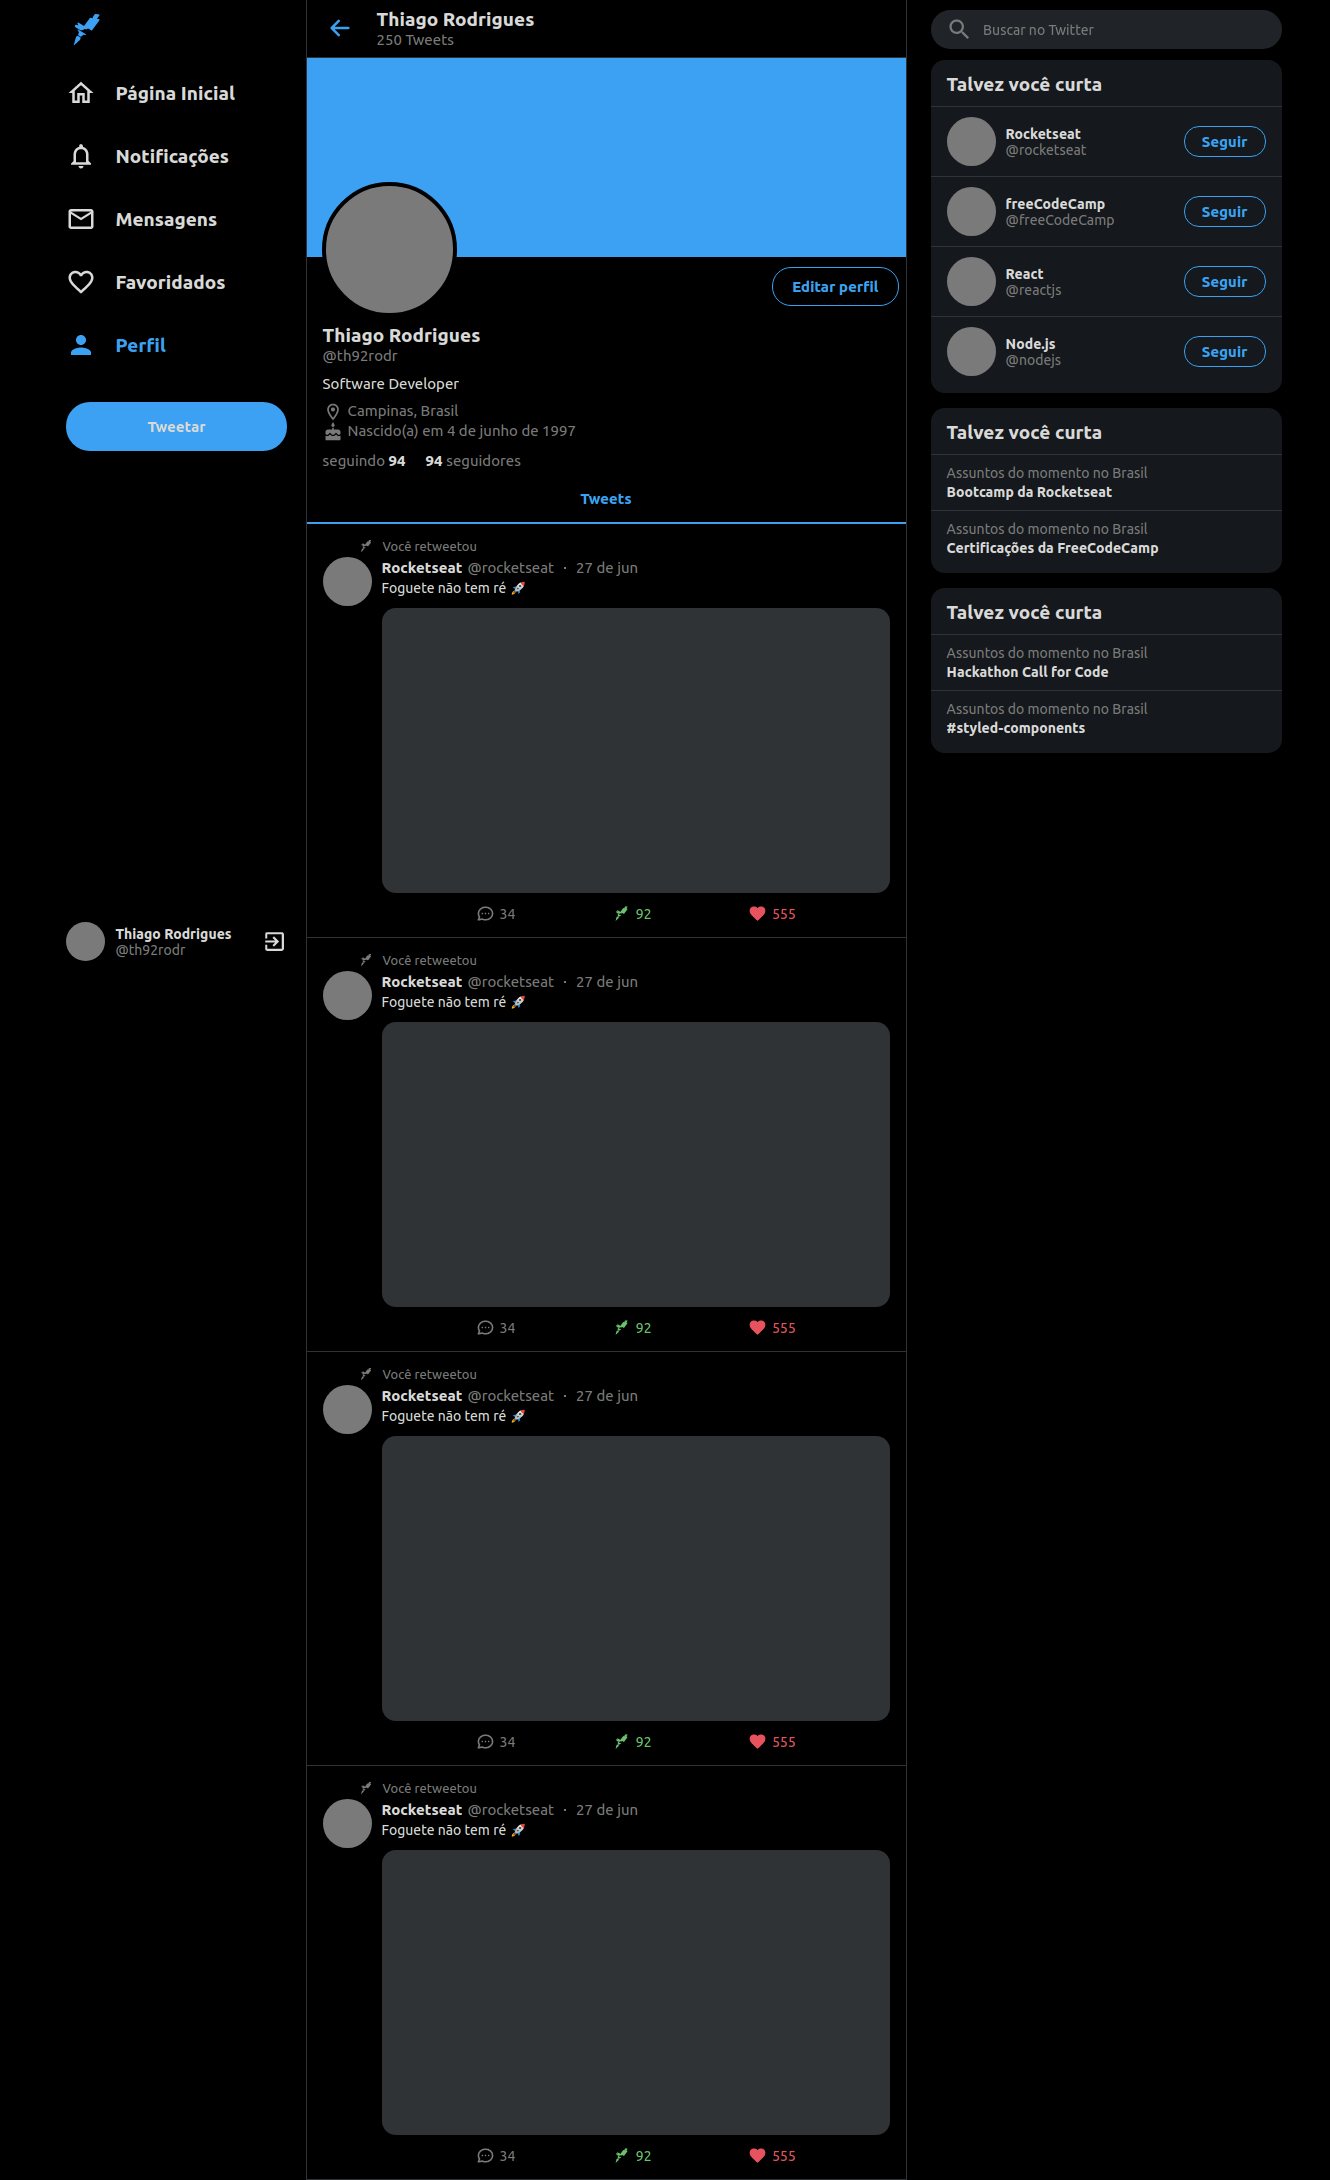 Página Inicial
Notificações
Mensagens
Favoridados
Perfil
Tweetar
Thiago Rodrigues
@th92rodr
Thiago Rodrigues
250 Tweets
Editar perfil
Thiago Rodrigues
@th92rodr
Software Developer
Campinas, Brasil
Nascido(a) em 4 de junho de 1997
seguindo 94 94 seguidores
Tweets
Você retweetou
Rocketseat @rocketseat · 27 de jun
Foguete não tem ré 🚀
34 92 555
Você retweetou
Rocketseat @rocketseat · 27 de jun
Foguete não tem ré 🚀
34 92 555
Você retweetou
Rocketseat @rocketseat · 27 de jun
Foguete não tem ré 🚀
34 92 555
Você retweetou
Rocketseat @rocketseat · 27 de jun
Foguete não tem ré 🚀
34 92 555
Buscar no Twitter
Talvez você curta
Rocketseat
@rocketseat
Seguir
freeCodeCamp
@freeCodeCamp
Seguir
React
@reactjs
Seguir
Node.js
@nodejs
Seguir
Talvez você curta
Assuntos do momento no Brasil
Bootcamp da Rocketseat
Assuntos do momento no Brasil
Certificações da FreeCodeCamp
Talvez você curta
Assuntos do momento no Brasil
Hackathon Call for Code
Assuntos do momento no Brasil
#styled-components